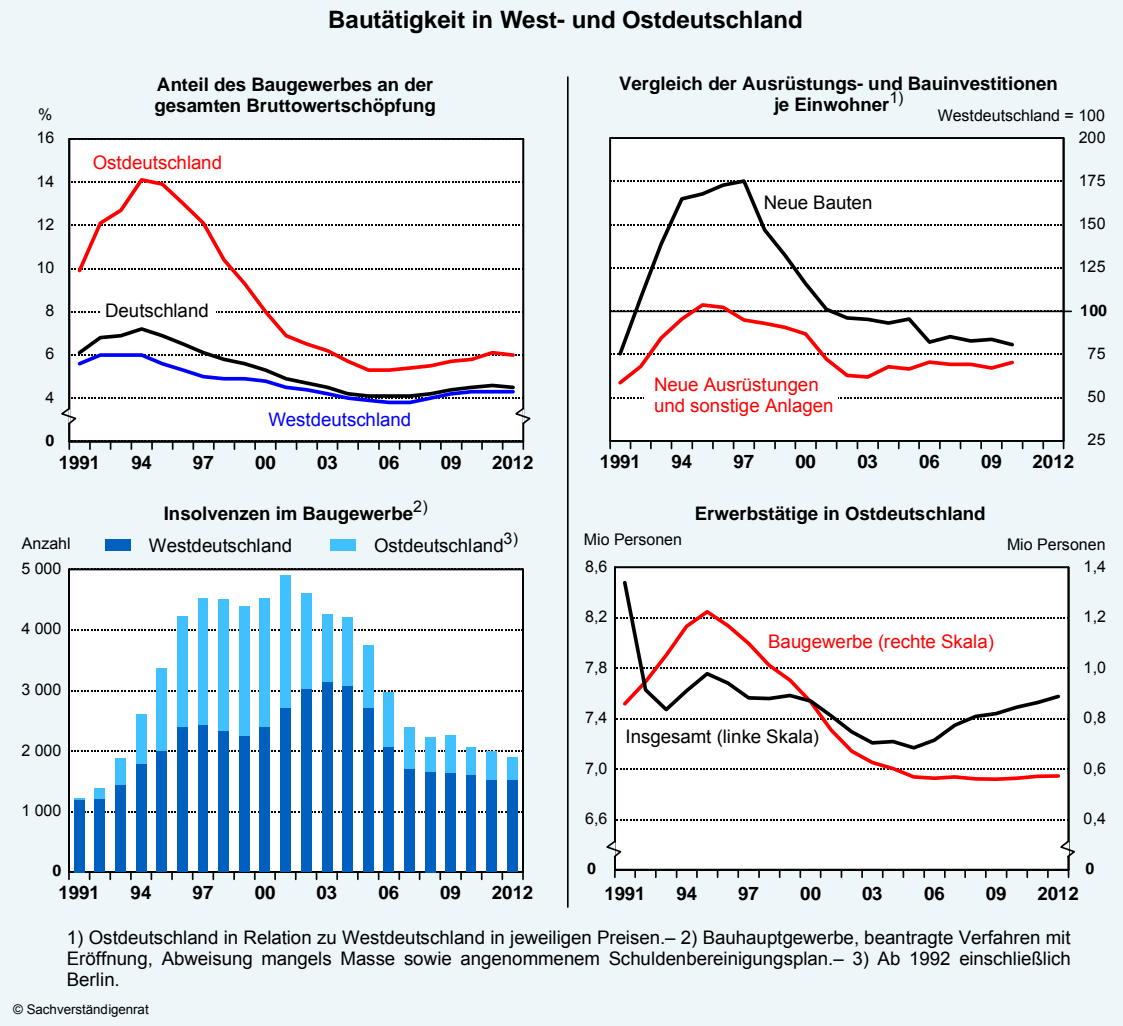 Bautätigkeit in West- und Ostdeutschland
Anteil des Baugewerbes an der
gesamten Bruttowertschöpfung
%
16
14
12
10
8
6
4
0
Ostdeutschland
Deutschland
Westdeutschland
1991 94 97 00 03 06 09 2012
Vergleich der Ausrüstungs- und Bauinvestitionen
je Einwohner1)
Westdeutschland = 100
200
175
150
125
100
75
50
25
Neue Bauten
Neue Ausrüstungen
und sonstige Anlagen
1991 94 97 00 03 06 09 2012
Insolvenzen im Baugewerbe2)
Anzahl
Westdeutschland
Ostdeutschland3)
5 000
4 000
3 000
2 000
1 000
0
1991 94 97 00 03 06 09 2012
Erwerbstätige in Ostdeutschland
Mio Personen
Mio Personen
8,6
8,2
7,8
7,4
7,0
6,6
0
Baugewerbe (rechte Skala)
Insgesamt (linke Skala)
1,4
1,2
1,0
0,8
0,6
0,4
0
1991 94 97 00 03 06 09 2012
1) Ostdeutschland in Relation zu Westdeutschland in jeweiligen Preisen.– 2) Bauhauptgewerbe, beantragte Verfahren mit
Eröffnung, Abweisung mangels Masse sowie angenommenem Schuldenbereinigungsplan.– 3) Ab 1992 einschließlich
Berlin.
© Sachverständigenrat